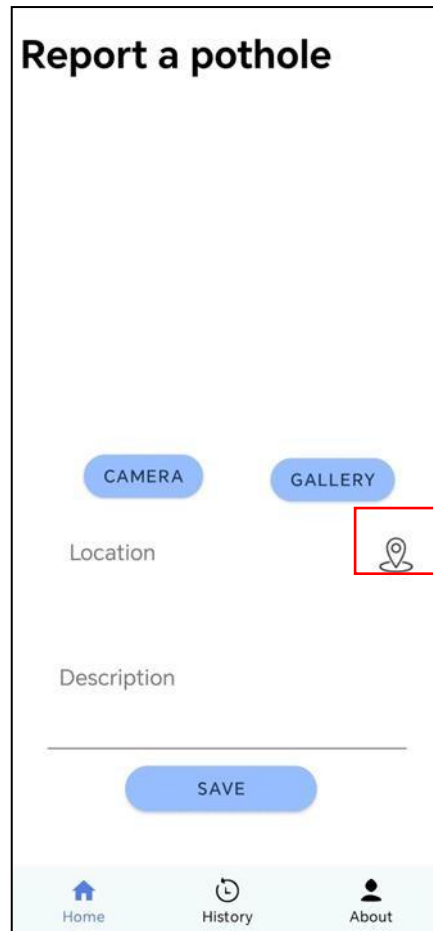 Report a pothole
CAMERA
GALLERY
Location
Description
SAVE
Home
History
About